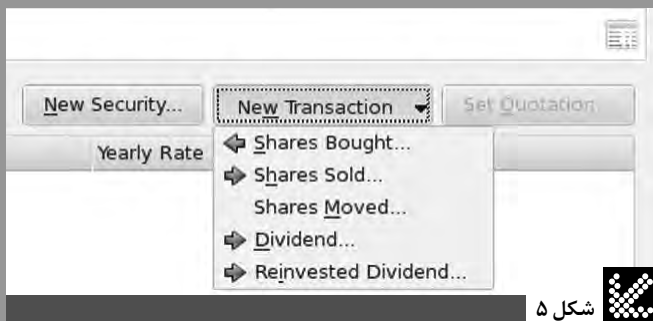 New Security...
New Transaction
Set Quotation...
Yearly Rate
Shares Bought...
Shares Sold...
Shares Moved...
Dividend...
Reinvested Dividend...
شکل ۵